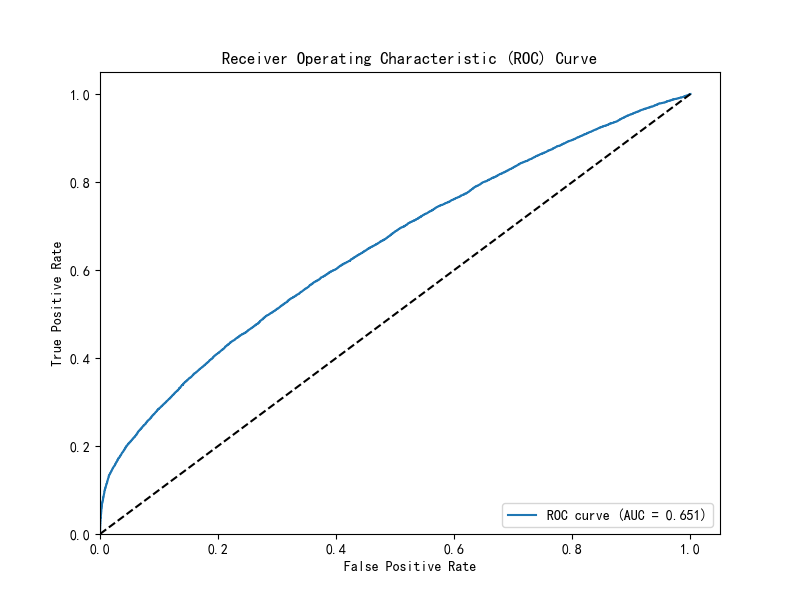 Receiver Operating Characteristic (ROC) Curve
True Positive Rate
1.0
0.8
0.6
0.4
0.2
0.0
0.0 0.2 0.4 0.6 0.8 1.0
False Positive Rate
ROC curve (AUC = 0.651)